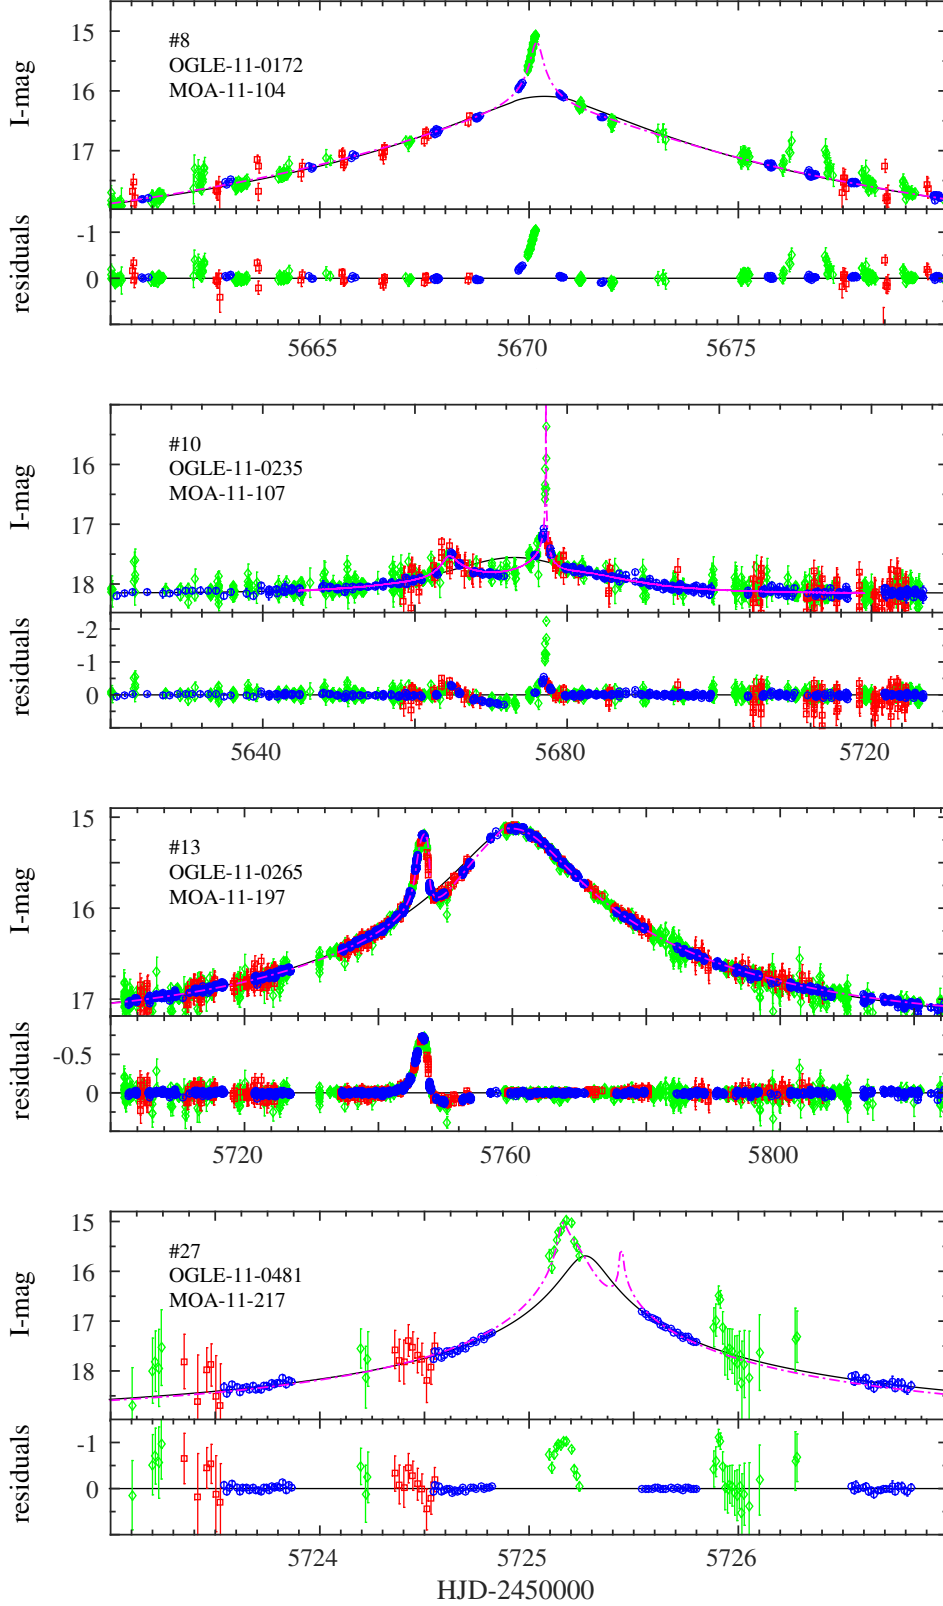 15
16
17
I-mag
#8
OGLE-11-0172
MOA-11-104
-1
0
residuals
5665
5670
5675
16
17
18
I-mag
#10
OGLE-11-0235
MOA-11-107
-2
-1
0
residuals
5640
5680
5720
15
16
17
I-mag
#13
OGLE-11-0265
MOA-11-197
-0.5
0
residuals
5720
5760
5800
15
16
17
18
I-mag
#27
OGLE-11-0481
MOA-11-217
-1
0
residuals
5724
5725
5726
HJD-2450000